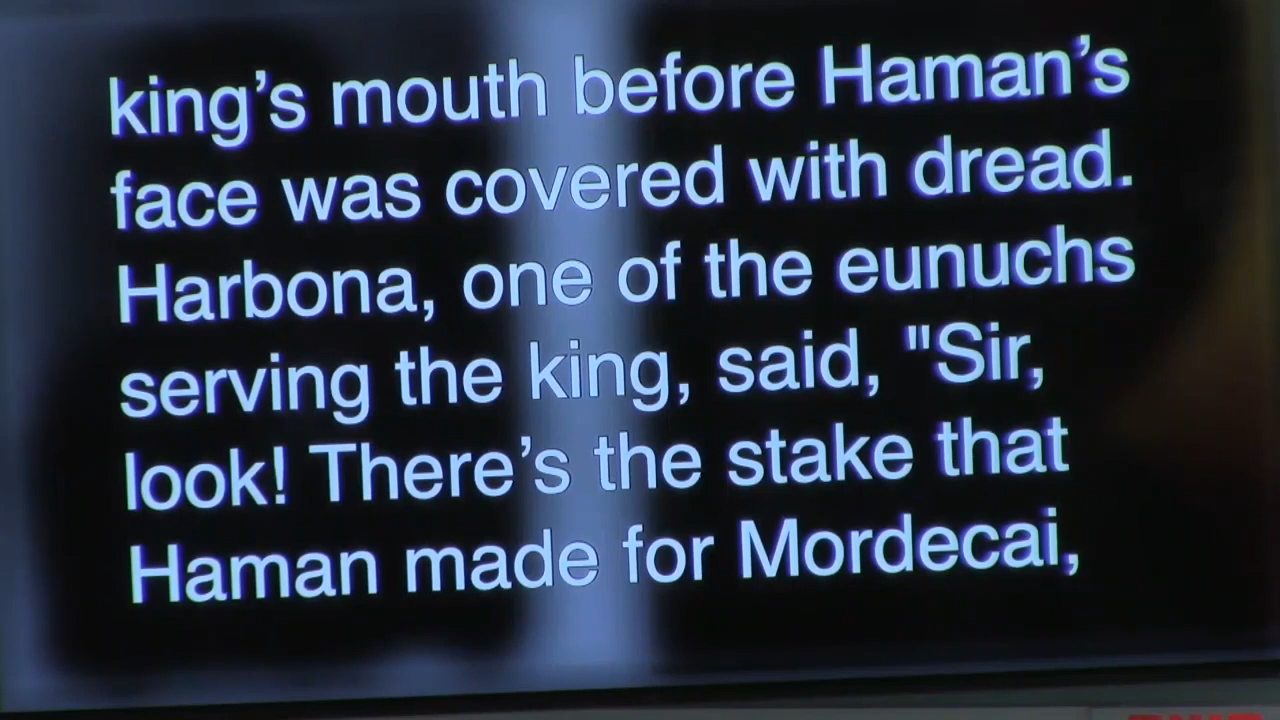 king’s mouth before Haman’s
face was covered with dread.
Harbona, one of the eunuchs
serving the king, said, "Sir,
look! There’s the stake that
Haman made for Mordecai,